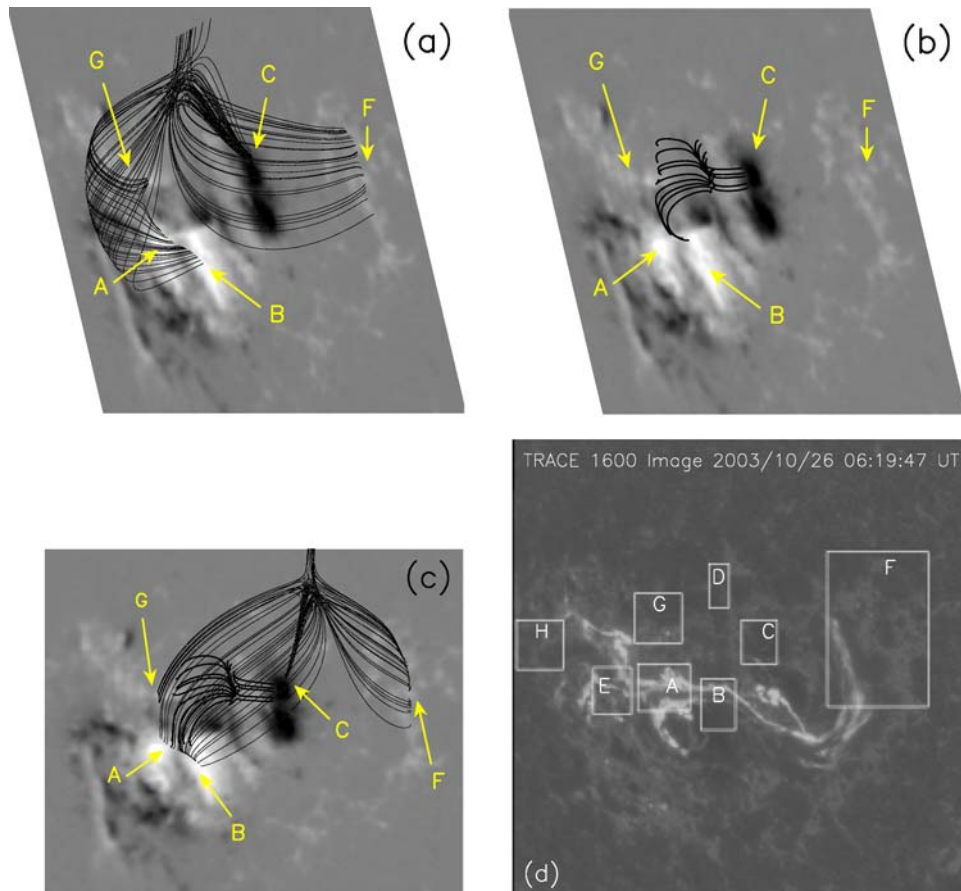 (a)
G
C
F
A
B
(b)
G
C
F
A
B
(c)
G
C
A
F
B
TRACE 1600 Image 2003/10/26 06:19:47 UT
D
F
G
H
C
E
A
B
(d)